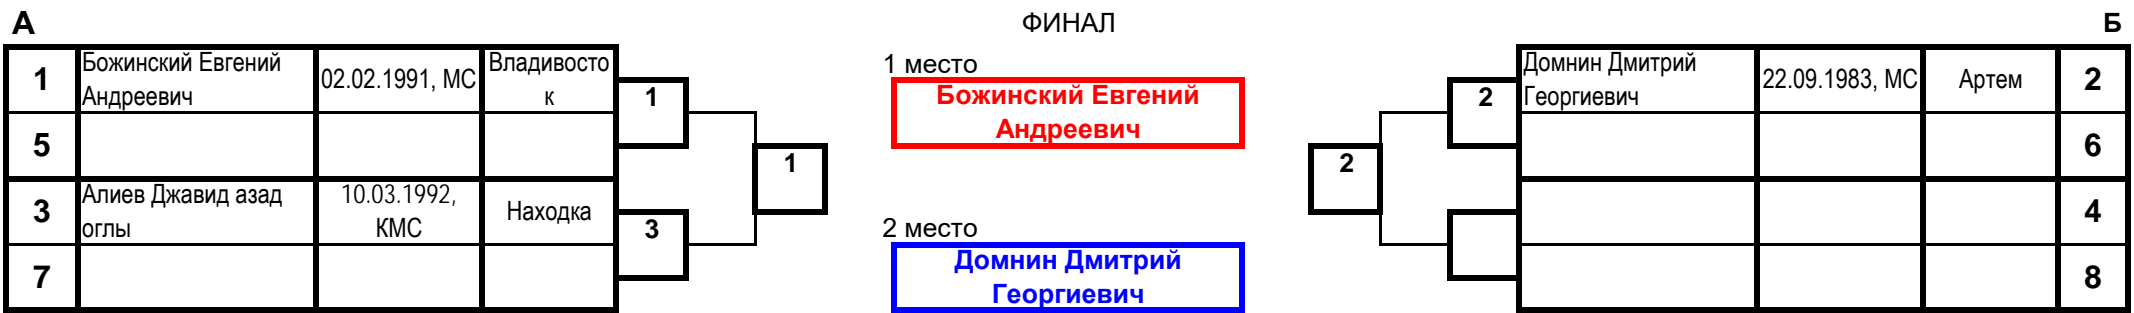 А
ФИНАЛ
Б
1
Божинский Евгений
Андреевич
02.02.1991, МС
Владивосто
к
5
3
Алиев Джавид азад
оглы
10.03.1992,
КМС
Находка
7
1
3
1
1 место
Божинский Евгений
Андреевич
2 место
Домнин Дмитрий
Георгиевич
2
2
Домнин Дмитрий
Георгиевич
22.09.1983, МС
Артем
2
6
4
8